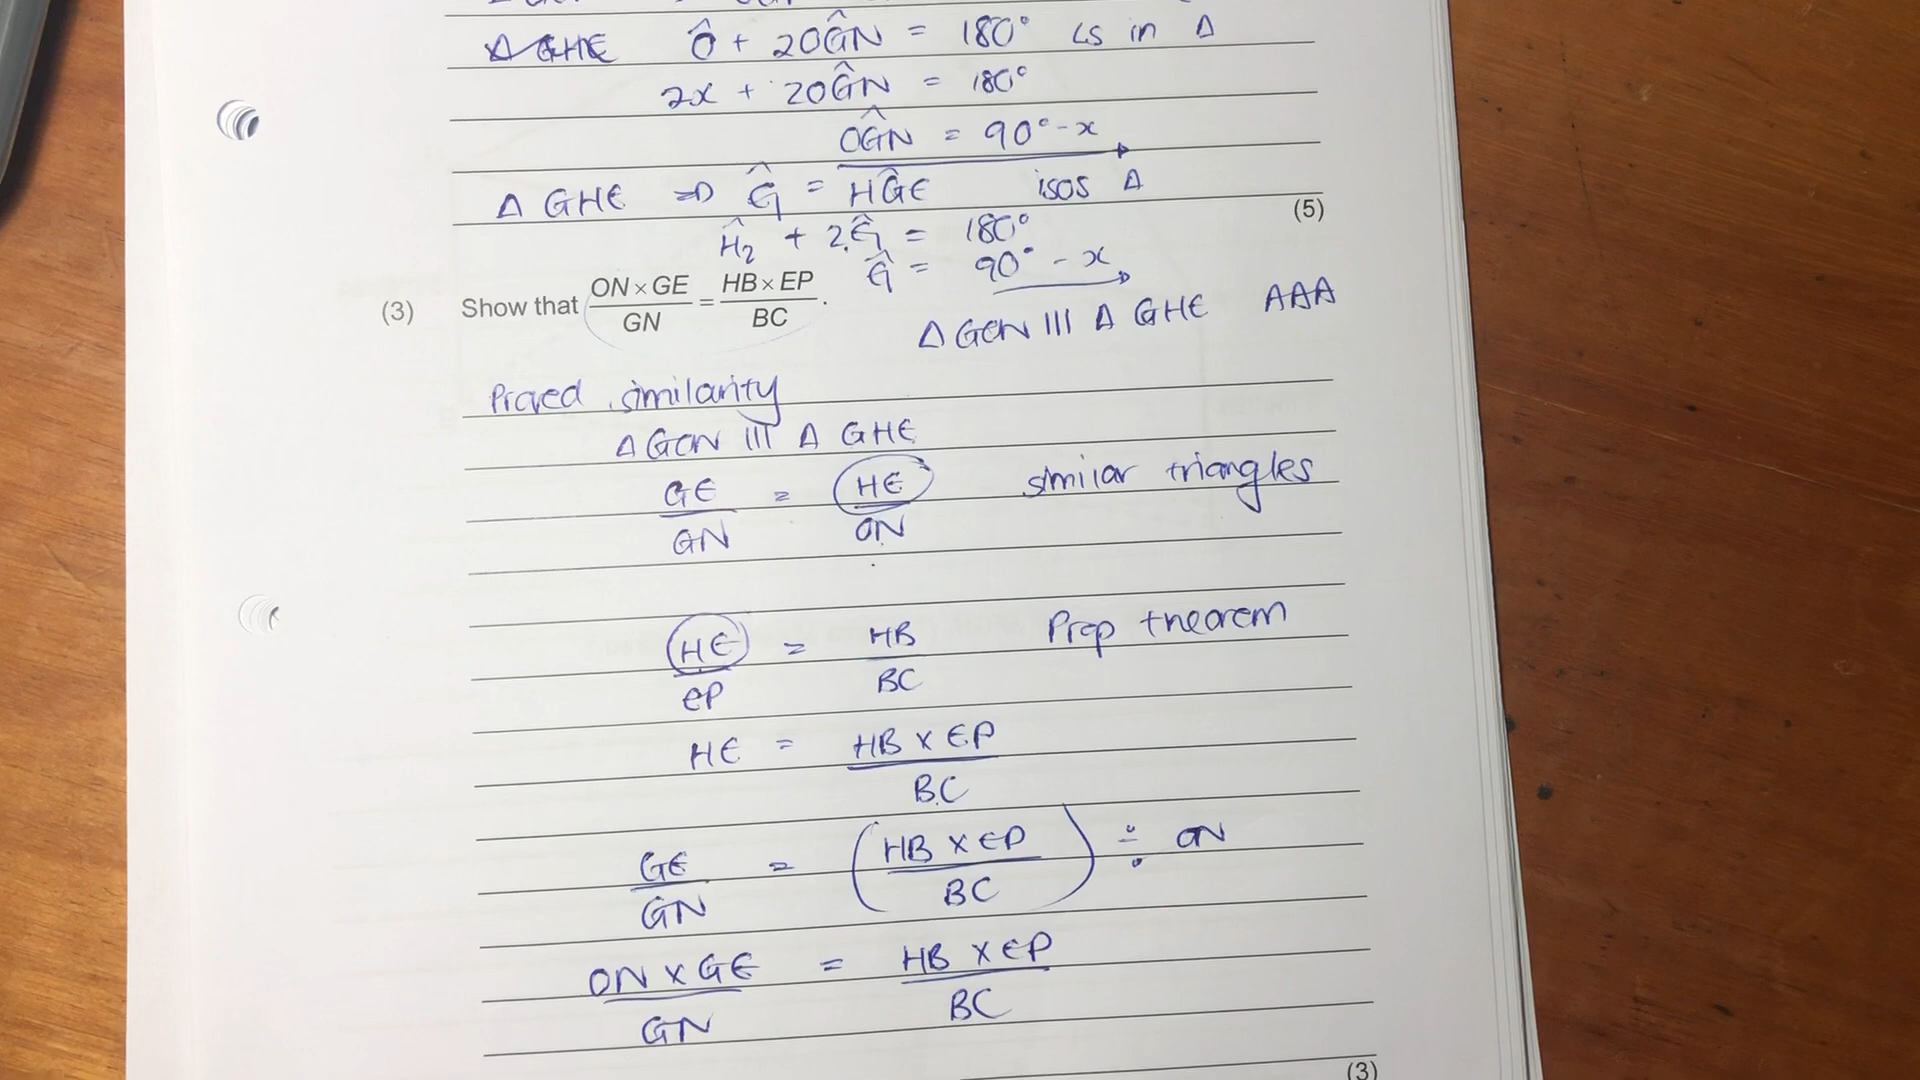 ΔGHE Ô + 2OĜN = 180° ∠s in Δ
2x + 2OĜN = 180°
OĜN = 90° - x
Δ GHE ⇒ Ĝ = HĜE isos Δ
(5)
Ĥ₂ + 2.Ĝ = 180°
Ĝ = 90° - x
(3) Show that ON × GE / GN = HB × EP / BC .
Δ GON ||| Δ GHE AAA
Proved similarity
Δ GON ||| Δ GHE
GE / GN = HE / ON similar triangles
HE / EP = HB / BC Prop theorem
HE = HB × EP / BC
GE / GN = (HB × EP / BC) ÷ ON
ON × GE / GN = HB × EP / BC
(3)